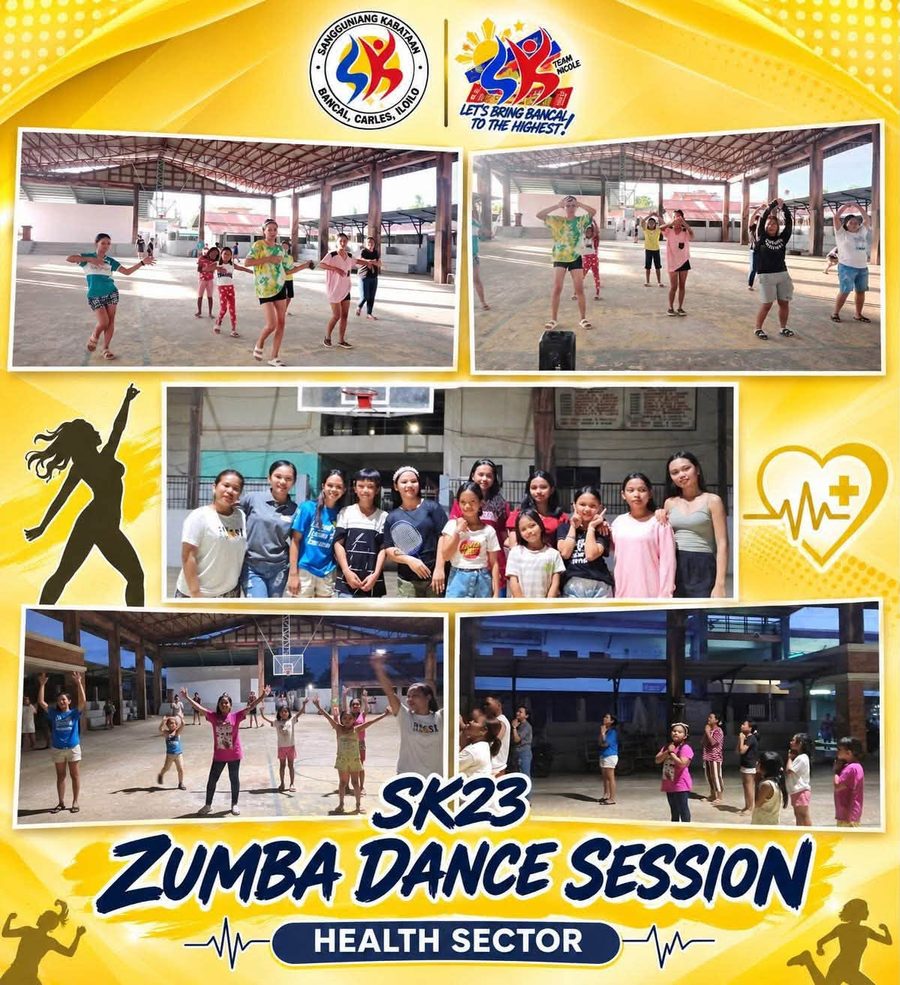 SANGGUNIANG KABATAAN
BANCAL, CARLES, ILOILO
TEAM
NICOLE
LET'S BRING BANCAL
TO THE HIGHEST!
SK23
ZUMBA DANCE SESSION
HEALTH SECTOR